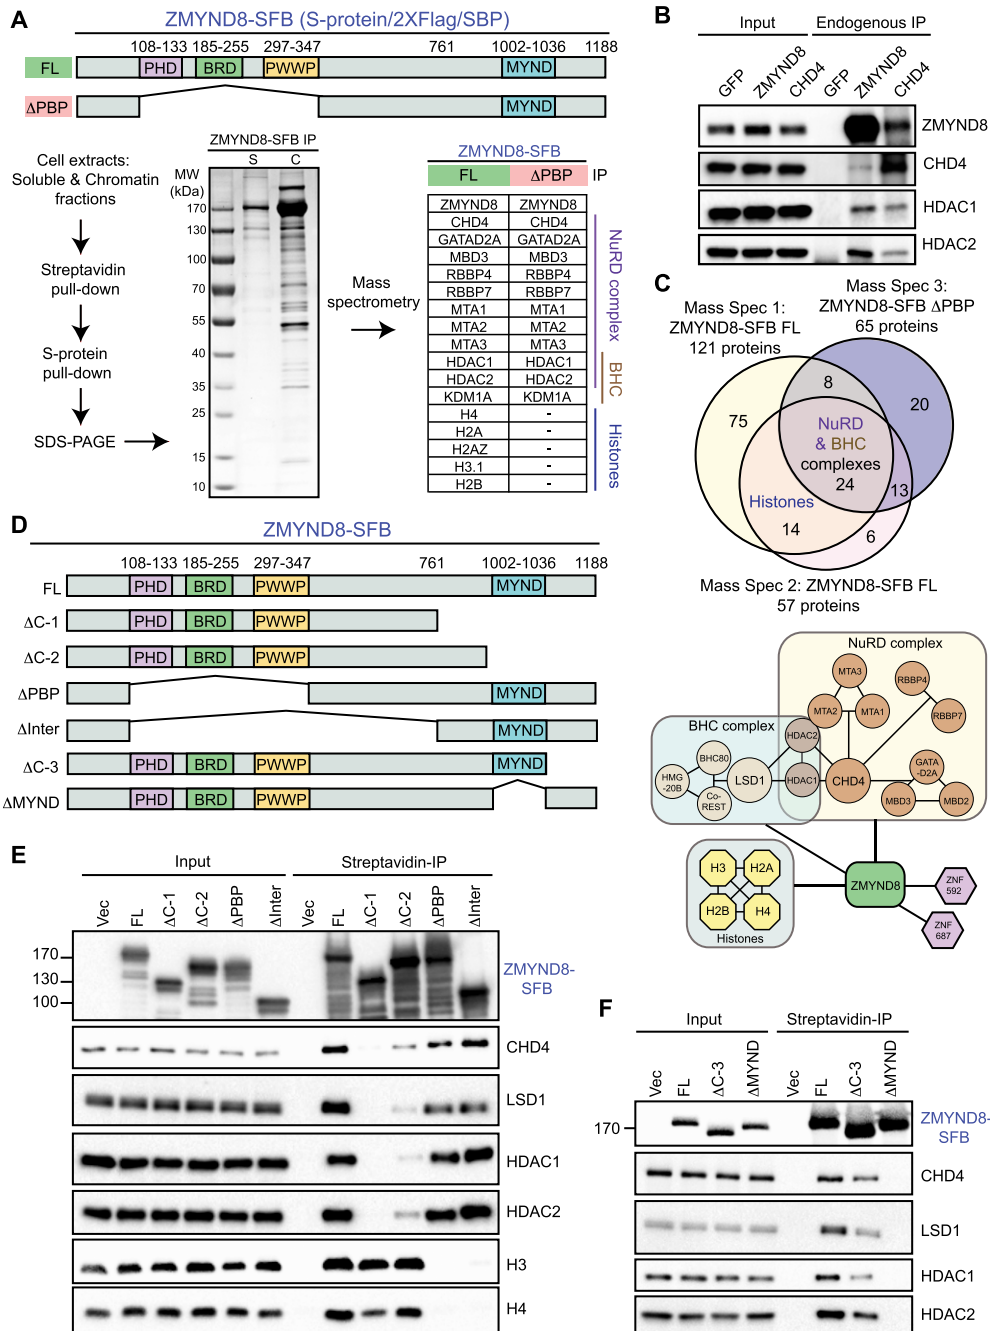 A
ZMYND8-SFB (S-protein/2XFlag/SBP)
108-133 185-255 297-347 761 1002-1036 1188
FL PHD BRD PWWP MYND
ΔPBP MYND
Cell extracts:
Soluble & Chromatin
fractions
Streptavidin
pull-down
S-protein
pull-down
SDS-PAGE
ZMYND8-SFB IP
S C
MW
(kDa)
170
130
100
70
55
40
35
25
15
10
Mass
spectrometry
ZMYND8-SFB
FL ΔPBP IP
ZMYND8 ZMYND8
CHD4 CHD4
GATAD2A GATAD2A
MBD3 MBD3
RBBP4 RBBP4
RBBP7 RBBP7
MTA1 MTA1
MTA2 MTA2
MTA3 MTA3
HDAC1 HDAC1
HDAC2 HDAC2
KDM1A KDM1A
H4 -
H2A -
H2AZ -
H3.1 -
H2B -
NuRD complex
BHC
Histones
B
Input Endogenous IP
GFP ZMYND8 CHD4 GFP ZMYND8 CHD4
ZMYND8
CHD4
HDAC1
HDAC2
C
Mass Spec 1:
ZMYND8-SFB FL
121 proteins
Mass Spec 3:
ZMYND8-SFB ΔPBP
65 proteins
8
75
20
NuRD
& BHC
complexes
24
13
Histones
14
6
Mass Spec 2: ZMYND8-SFB FL
57 proteins
NuRD complex
MTA3
RBBP4
MTA2
MTA1
RBBP7
BHC complex
HDAC2
BHC80
HMG
-20B
LSD1
HDAC1
CHD4
GATA
-D2A
Co-
REST
MBD3
MBD2
H3 H2A
H2B H4
Histones
ZMYND8
ZNF
592
ZNF
687
D
ZMYND8-SFB
108-133 185-255 297-347 761 1002-1036 1188
FL PHD BRD PWWP MYND
ΔC-1 PHD BRD PWWP
ΔC-2 PHD BRD PWWP
ΔPBP MYND
ΔInter MYND
ΔC-3 PHD BRD PWWP MYND
ΔMYND PHD BRD PWWP
E
Input Streptavidin-IP
Vec FL ΔC-1 ΔC-2 ΔPBP ΔInter Vec FL ΔC-1 ΔC-2 ΔPBP ΔInter
170
130
100
ZMYND8-
SFB
CHD4
LSD1
HDAC1
HDAC2
H3
H4
F
Input Streptavidin-IP
Vec FL ΔC-3 ΔMYND Vec FL ΔC-3 ΔMYND
170
ZMYND8-
SFB
CHD4
LSD1
HDAC1
HDAC2